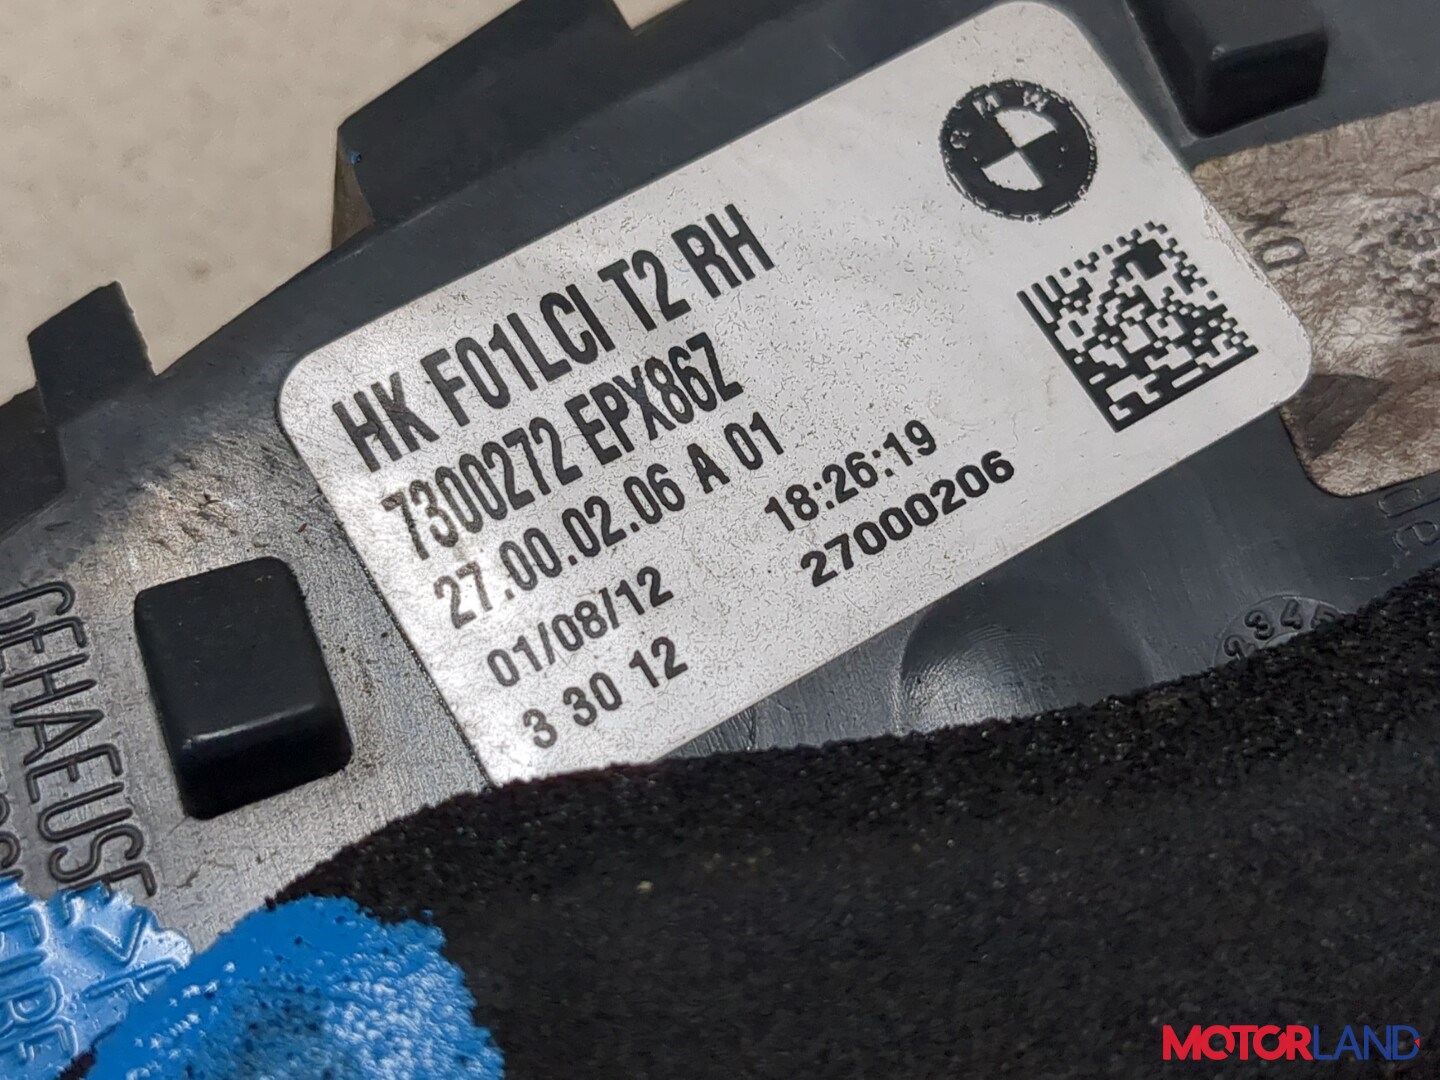 BMW
HK F01LCI T2 RH
7300272 EPX86Z
27.00.02.06 A 01
01/08/12 18:26:19
3 30 12 27000206
GEHAEUSE
MOTORLAND